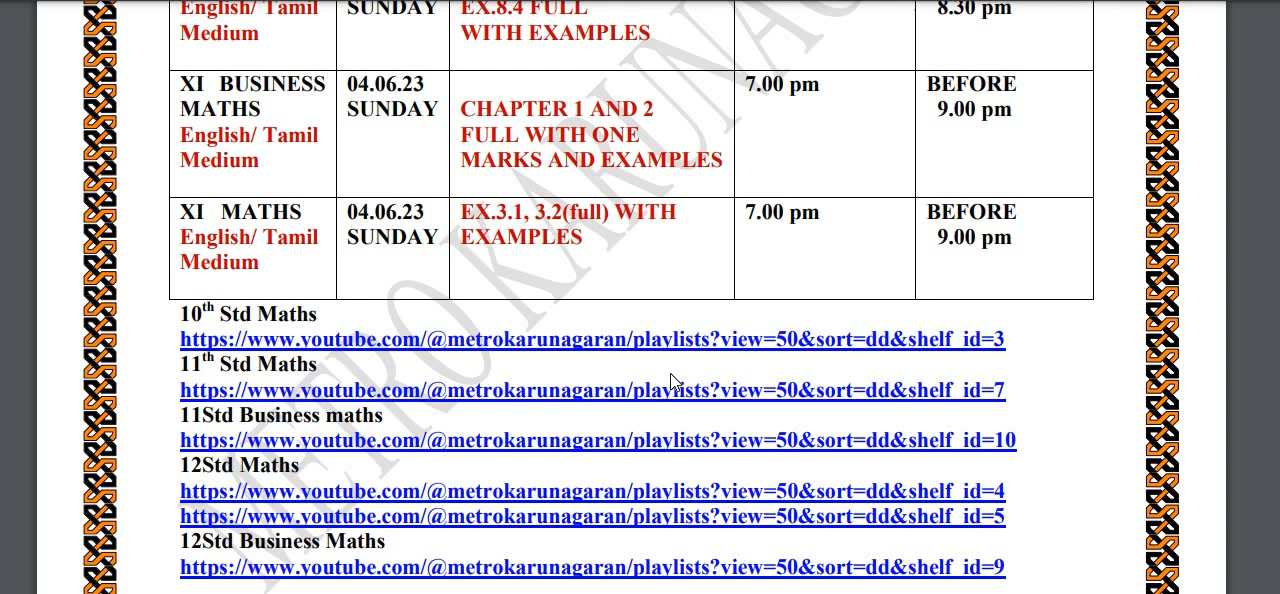 English/ Tamil SUNDAY EX.8.4 FULL 8.30 pm
Medium WITH EXAMPLES
XI BUSINESS 04.06.23 7.00 pm BEFORE
MATHS SUNDAY CHAPTER 1 AND 2 9.00 pm
English/ Tamil FULL WITH ONE
Medium MARKS AND EXAMPLES
XI MATHS 04.06.23 EX.3.1, 3.2(full) WITH 7.00 pm BEFORE
English/ Tamil SUNDAY EXAMPLES 9.00 pm
Medium
10th Std Maths
https://www.youtube.com/@metrokarunagaran/playlists?view=50&sort=dd&shelf_id=3
11th Std Maths
https://www.youtube.com/@metrokarunagaran/playlists?view=50&sort=dd&shelf_id=7
11Std Business maths
https://www.youtube.com/@metrokarunagaran/playlists?view=50&sort=dd&shelf_id=10
12Std Maths
https://www.youtube.com/@metrokarunagaran/playlists?view=50&sort=dd&shelf_id=4
https://www.youtube.com/@metrokarunagaran/playlists?view=50&sort=dd&shelf_id=5
12Std Business Maths
https://www.youtube.com/@metrokarunagaran/playlists?view=50&sort=dd&shelf_id=9
METRO KARUNAG